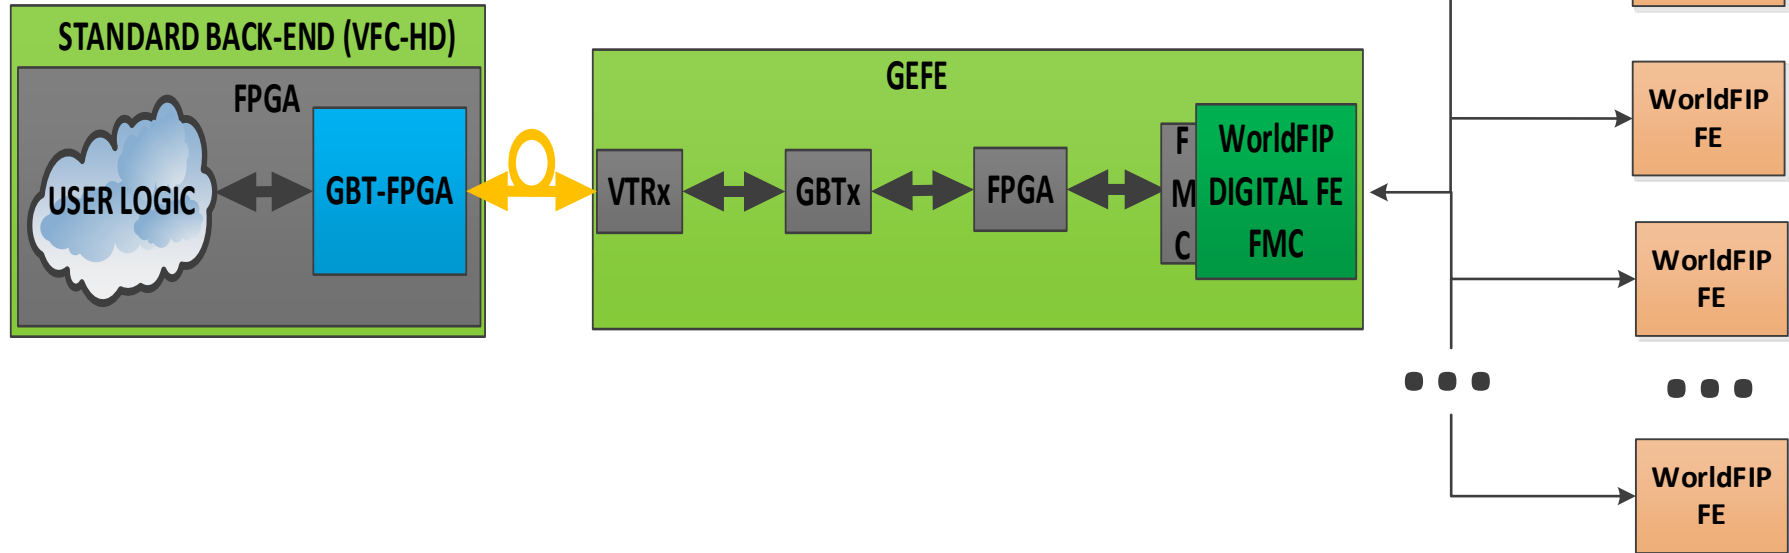 STANDARD BACK-END (VFC-HD)
FPGA
USER LOGIC
GBT-FPGA
GEFE
VTRx
GBTx
FPGA
F
M
C
WorldFIP
DIGITAL FE
FMC
WorldFIP
FE
WorldFIP
FE
WorldFIP
FE